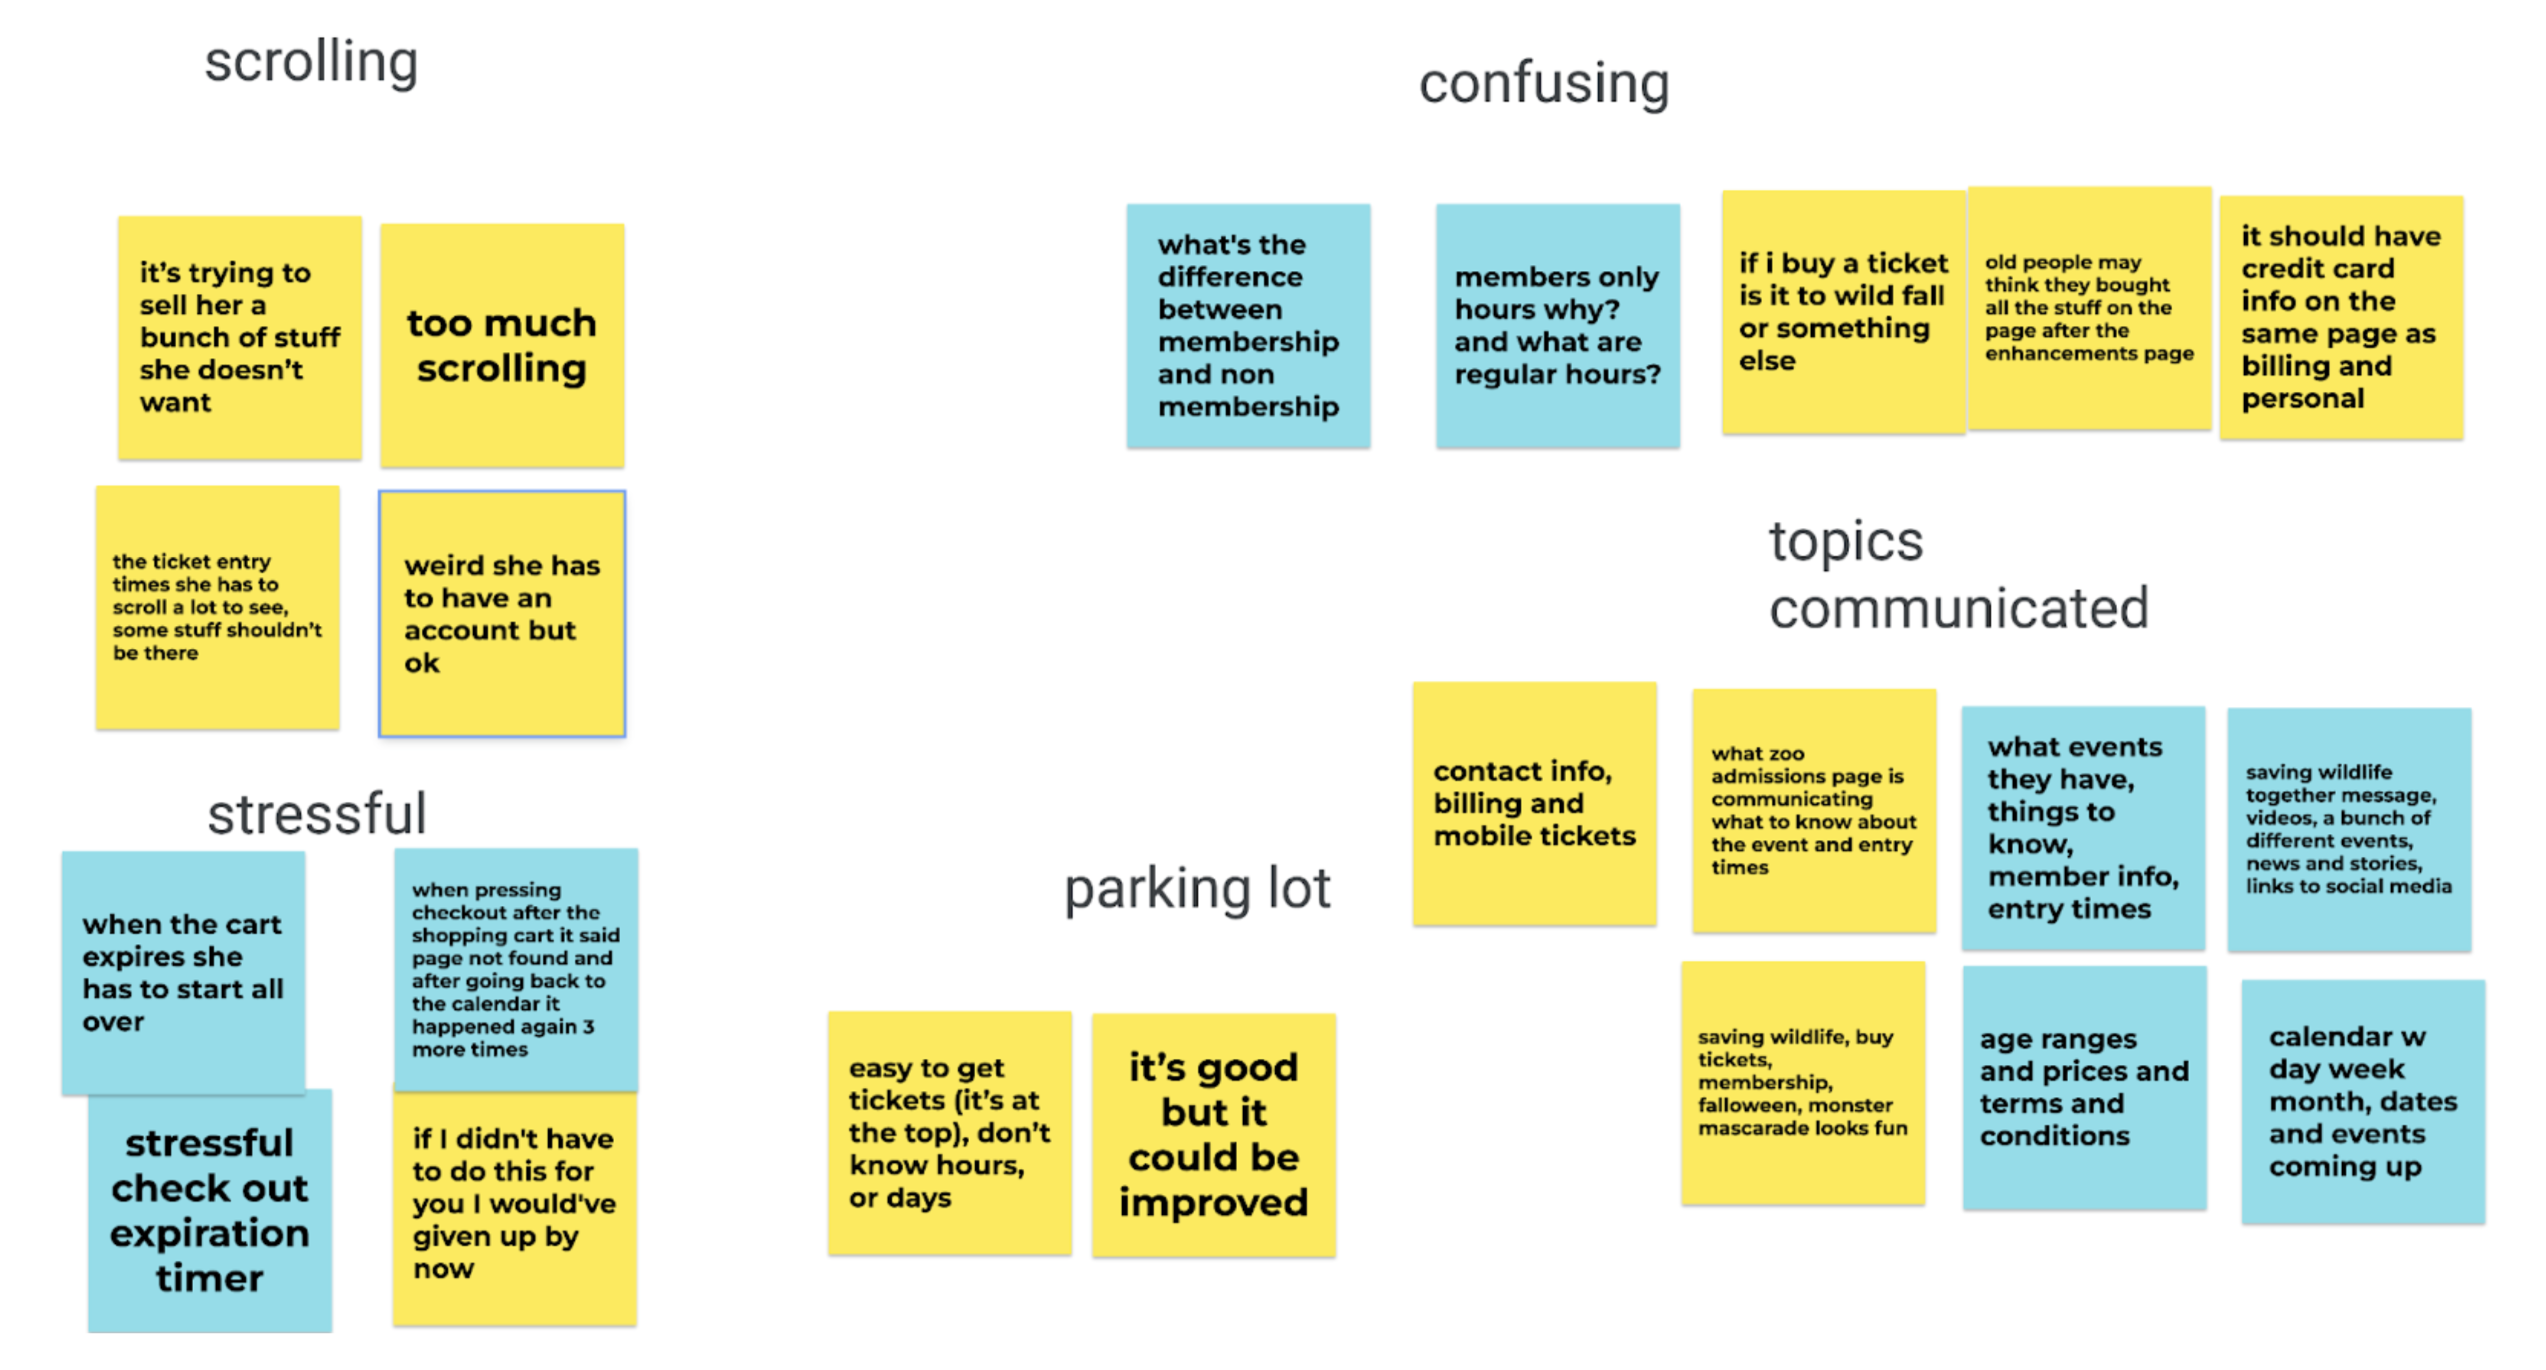 scrolling
it's trying to
sell her a
bunch of stuff
she doesn't
want
too much
scrolling
the ticket entry
times she has to
scroll a lot to see,
some stuff shouldn't
be there
weird she has
to have an
account but
ok
stressful
when the cart
expires she
has to start all
over
when pressing
checkout after the
shopping cart it said
page not found and
after going back to
the calendar it
happened again 3
more times
stressful
check out
expiration
timer
if I didn't have
to do this for
you I would've
given up by
now
confusing
what's the
difference
between
membership
and non
membership
members only
hours why?
and what are
regular hours?
if i buy a ticket
is it to wild fall
or something
else
old people may
think they bought
all the stuff on the
page after the
enhancements page
it should have
credit card
info on the
same page as
billing and
personal
topics
communicated
contact info,
billing and
mobile tickets
what zoo
admissions page is
communicating
what to know about
the event and entry
times
what events
they have,
things to
know,
member info,
entry times
saving wildlife
together message,
videos, a bunch of
different events,
news and stories,
links to social media
saving wildlife, buy
tickets,
membership,
falloween, monster
mascarade looks fun
age ranges
and prices and
terms and
conditions
calendar w
day week
month, dates
and events
coming up
parking lot
easy to get
tickets (it's at
the top), don't
know hours,
or days
it's good
but it
could be
improved